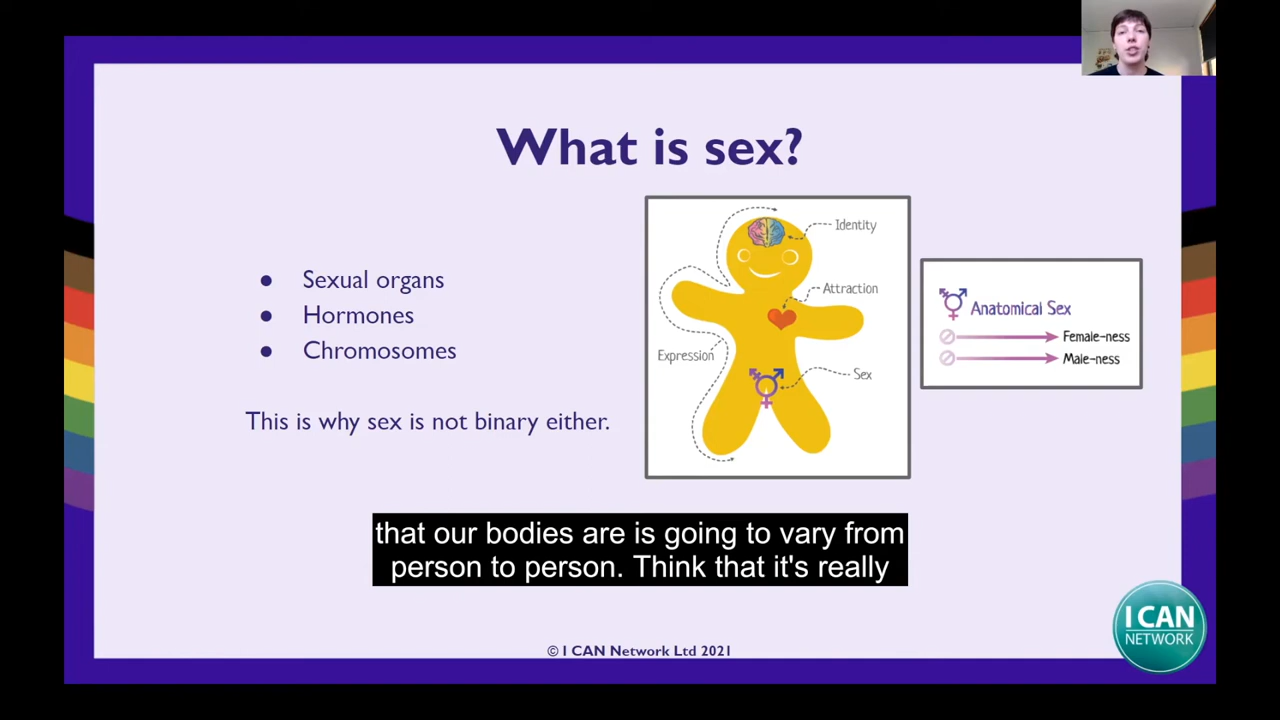 What is sex?
● Sexual organs
● Hormones
● Chromosomes
This is why sex is not binary either.
Identity
Attraction
Expression
Sex
Anatomical Sex
Female-ness
Male-ness
that our bodies are is going to vary from
person to person. Think that it's really
© I CAN Network Ltd 2021
I CAN
NETWORK